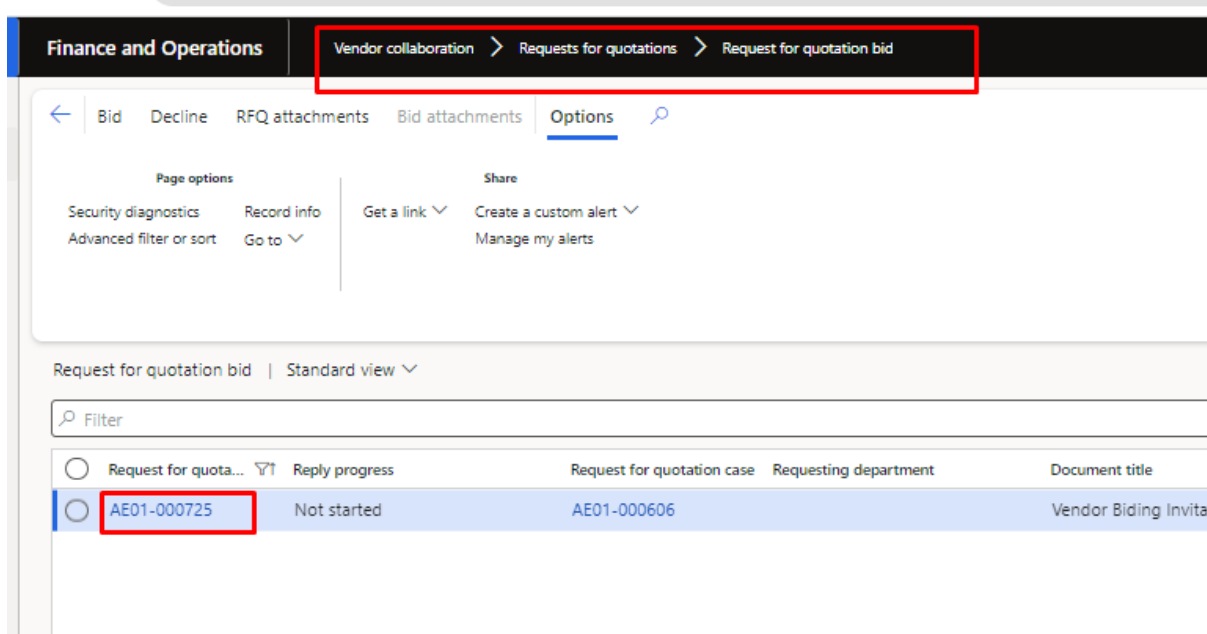 Finance and Operations
Vendor collaboration > Requests for quotations > Request for quotation bid
Bid Decline RFQ attachments Bid attachments Options
Page options
Share
Security diagnostics Record info Get a link Create a custom alert
Advanced filter or sort Go to Manage my alerts
Request for quotation bid | Standard view
Filter
Request for quota... Reply progress Request for quotation case Requesting department Document title
AE01-000725 Not started AE01-000606 Vendor Biding Invita